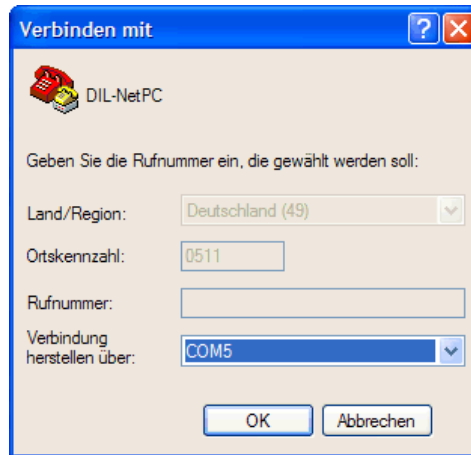 Verbinden mit
DIL-NetPC
Geben Sie die Rufnummer ein, die gewählt werden soll:
Land/Region: Deutschland (49)
Ortskennzahl: 0511
Rufnummer:
Verbindung
herstellen über: COM5
OK Abbrechen